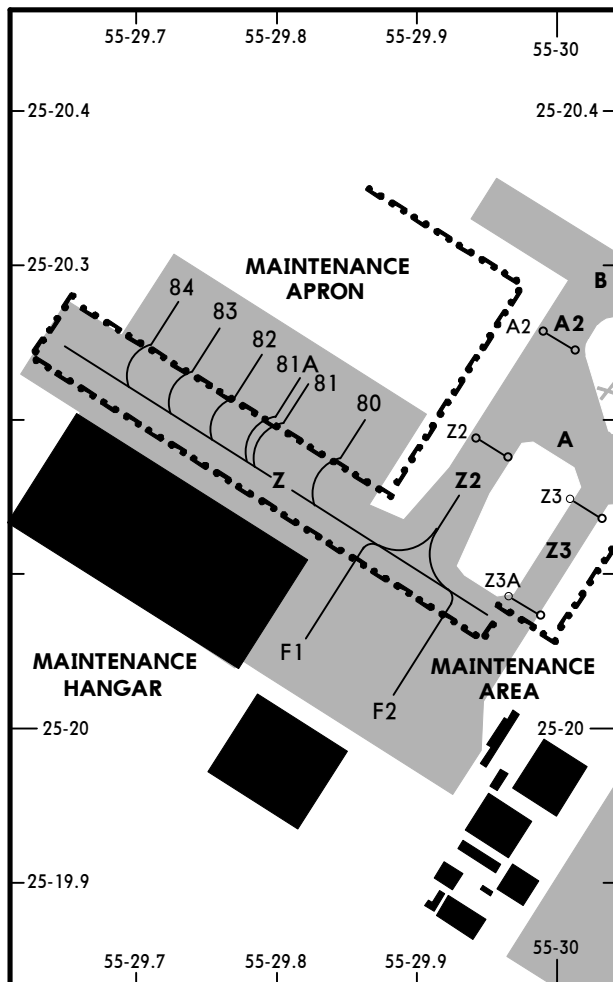 55-29.7
55-29.8
55-29.9
55-30
25-20.4
25-20.4
25-20.3
MAINTENANCE
APRON
B
84
83
82
81A
81
80
A2
A2
A
Z2
Z
Z2
Z3
Z3
Z3A
F1
F2
MAINTENANCE
HANGAR
MAINTENANCE
AREA
25-20
25-20
25-19.9
55-29.7
55-29.8
55-29.9
55-30